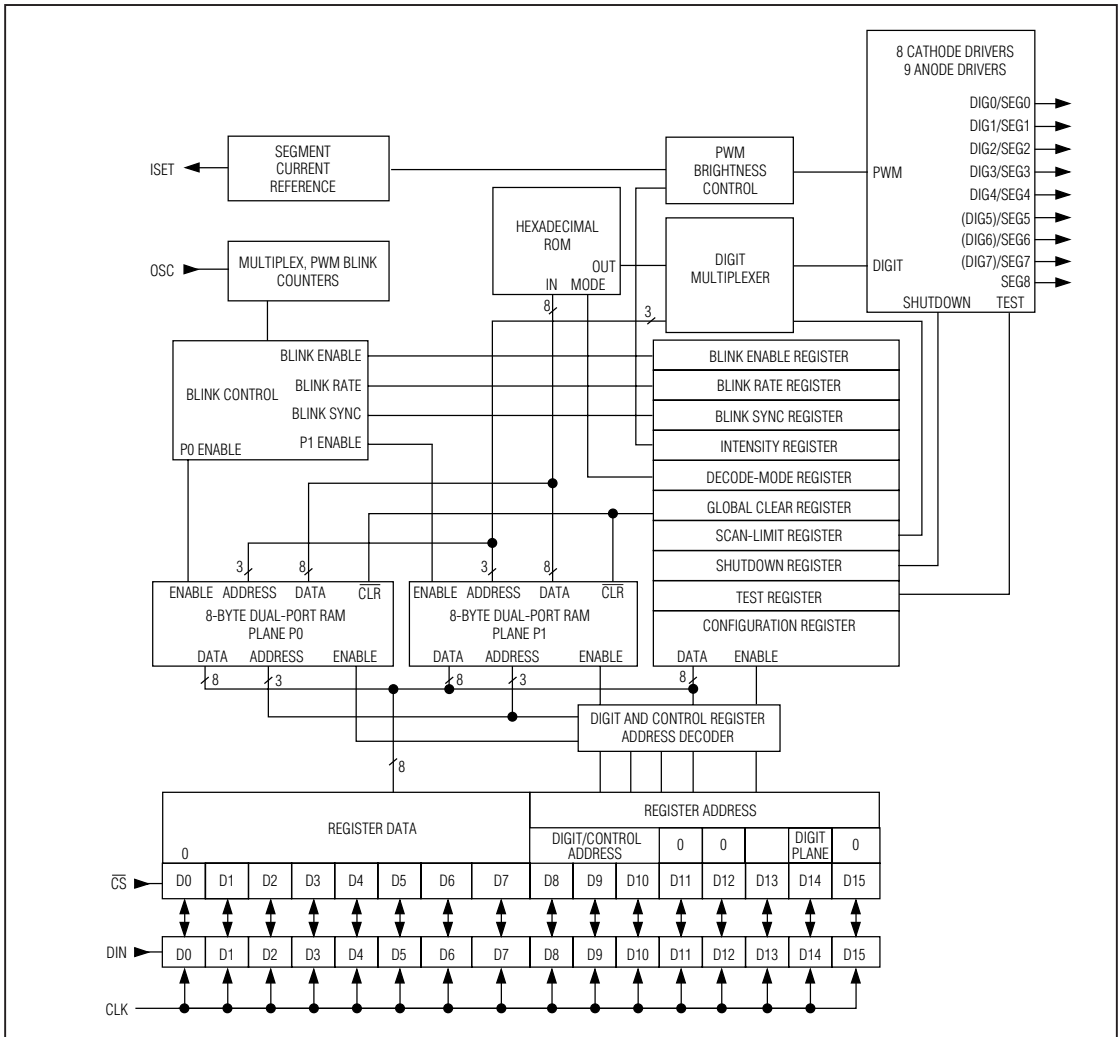 8 CATHODE DRIVERS
9 ANODE DRIVERS
DIG0/SEG0
DIG1/SEG1
DIG2/SEG2
DIG3/SEG3
DIG4/SEG4
(DIG5)/SEG5
(DIG6)/SEG6
(DIG7)/SEG7
SEG8
PWM
DIGIT
SHUTDOWN
TEST
ISET
SEGMENT
CURRENT
REFERENCE
PWM
BRIGHTNESS
CONTROL
HEXADECIMAL
ROM
OUT
IN
MODE
8
DIGIT
MULTIPLEXER
3
OSC
MULTIPLEX, PWM BLINK
COUNTERS
BLINK CONTROL
BLINK ENABLE
BLINK RATE
BLINK SYNC
P1 ENABLE
P0 ENABLE
BLINK ENABLE REGISTER
BLINK RATE REGISTER
BLINK SYNC REGISTER
INTENSITY REGISTER
DECODE-MODE REGISTER
GLOBAL CLEAR REGISTER
SCAN-LIMIT REGISTER
SHUTDOWN REGISTER
TEST REGISTER
CONFIGURATION REGISTER
DATA ENABLE
8
3 8 3 8
ENABLE ADDRESS DATA CLR
8-BYTE DUAL-PORT RAM
PLANE P0
DATA ADDRESS ENABLE
8 3
ENABLE ADDRESS DATA CLR
8-BYTE DUAL-PORT RAM
PLANE P1
DATA ADDRESS ENABLE
8 3
DIGIT AND CONTROL REGISTER
ADDRESS DECODER
8
REGISTER DATA
0
REGISTER ADDRESS
DIGIT/CONTROL
ADDRESS
0 0
DIGIT
PLANE
0
CS D0 D1 D2 D3 D4 D5 D6 D7 D8 D9 D10 D11 D12 D13 D14 D15
DIN D0 D1 D2 D3 D4 D5 D6 D7 D8 D9 D10 D11 D12 D13 D14 D15
CLK